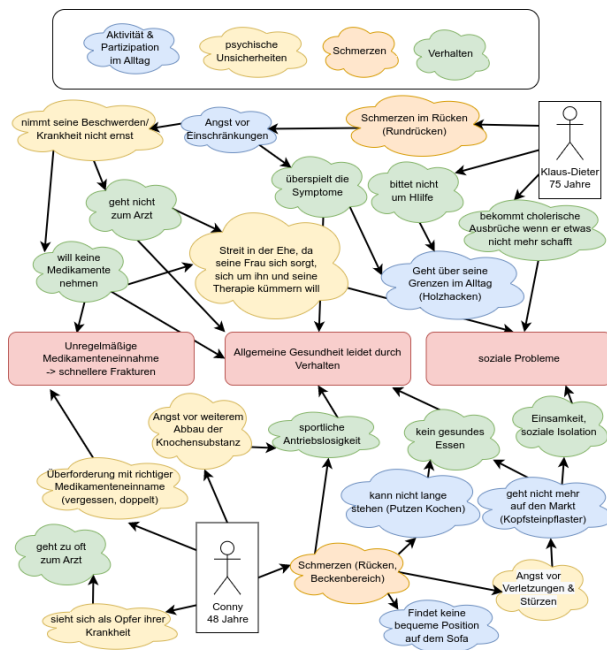 Aktivität &
Partizipation
im Alltag
psychische
Unsicherheiten
Schmerzen
Verhalten
nimmt seine Beschwerden/
Krankheit nicht ernst
Angst vor
Einschränkungen
Schmerzen im Rücken
(Rundrücken)
Klaus-Dieter
75 Jahre
geht nicht
zum Arzt
überspielt die
Symptome
bittet nicht
um HIilfe
bekommt cholerische
Ausbrüche wenn er etwas
nicht mehr schafft
will keine
Medikamente
nehmen
Streit in der Ehe, da
seine Frau sich sorgt,
sich um ihn und seine
Therapie kümmern will
Geht über seine
Grenzen im Alltag
(Holzhacken)
Unregelmäßige
Medikamenteneinnahme
-> schnellere Frakturen
Allgemeine Gesundheit leidet durch
Verhalten
soziale Probleme
Angst vor weiterem
Abbau der
Knochensubstanz
sportliche
Antriebslosigkeit
kein gesundes
Essen
Einsamkeit,
soziale Isolation
Überforderung mit richtiger
Medikamenteneinname
(vergessen, doppelt)
kann nicht lange
stehen (Putzen Kochen)
geht nicht mehr
auf den Markt
(Kopfsteinpflaster)
geht zu oft
zum Arzt
Conny
48 Jahre
Schmerzen (Rücken,
Beckenbereich)
Angst vor
Verletzungen &
Stürzen
sieht sich als Opfer ihrer
Krankheit
Findet keine
bequeme Position
auf dem Sofa